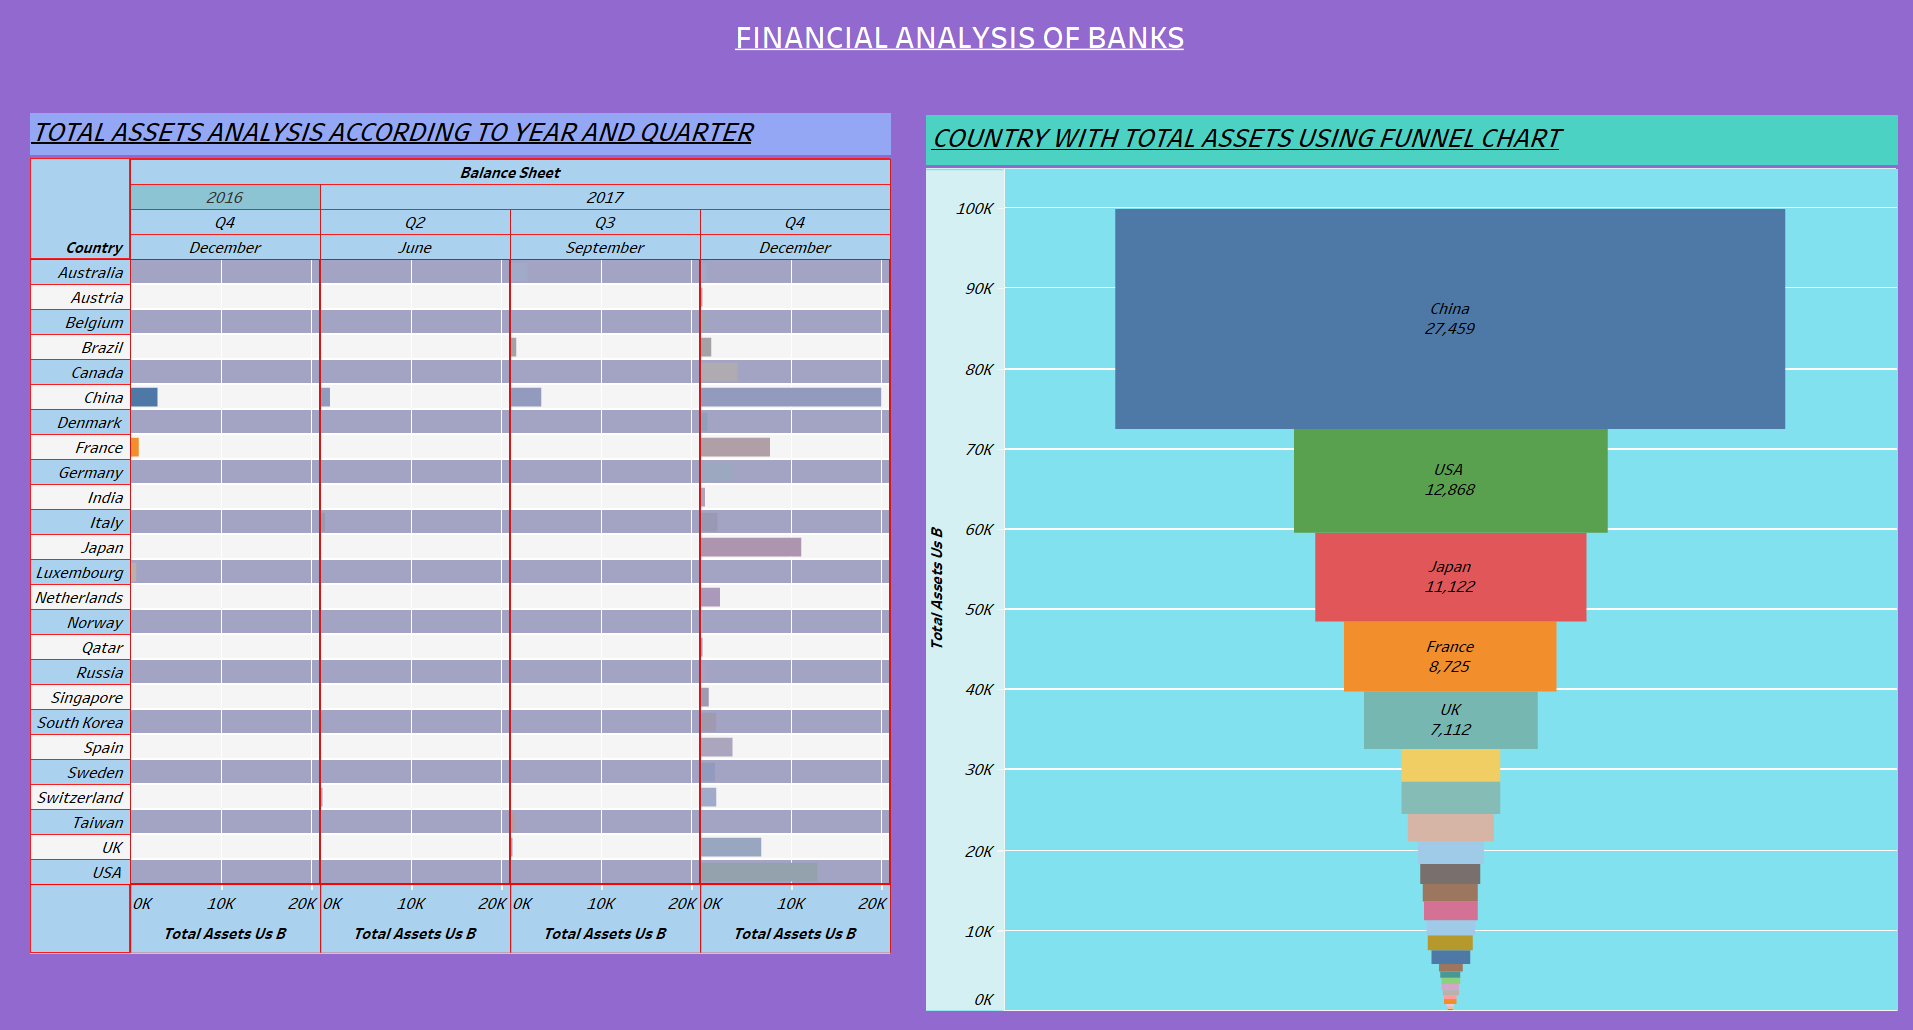 FINANCIAL ANALYSIS OF BANKS
TOTAL ASSETS ANALYSIS ACCORDING TO YEAR AND QUARTER
Balance Sheet
2016 2017
Q4 Q2 Q3 Q4
Country December June September December
Australia
Austria
Belgium
Brazil
Canada
China
Denmark
France
Germany
India
Italy
Japan
Luxembourg
Netherlands
Norway
Qatar
Russia
Singapore
South Korea
Spain
Sweden
Switzerland
Taiwan
UK
USA
0K 10K 20K 0K 10K 20K 0K 10K 20K 0K 10K 20K
Total Assets Us B Total Assets Us B Total Assets Us B Total Assets Us B
COUNTRY WITH TOTAL ASSETS USING FUNNEL CHART
Total Assets Us B
100K
90K
80K
70K
60K
50K
40K
30K
20K
10K
0K
China
27,459
USA
12,868
Japan
11,122
France
8,725
UK
7,112